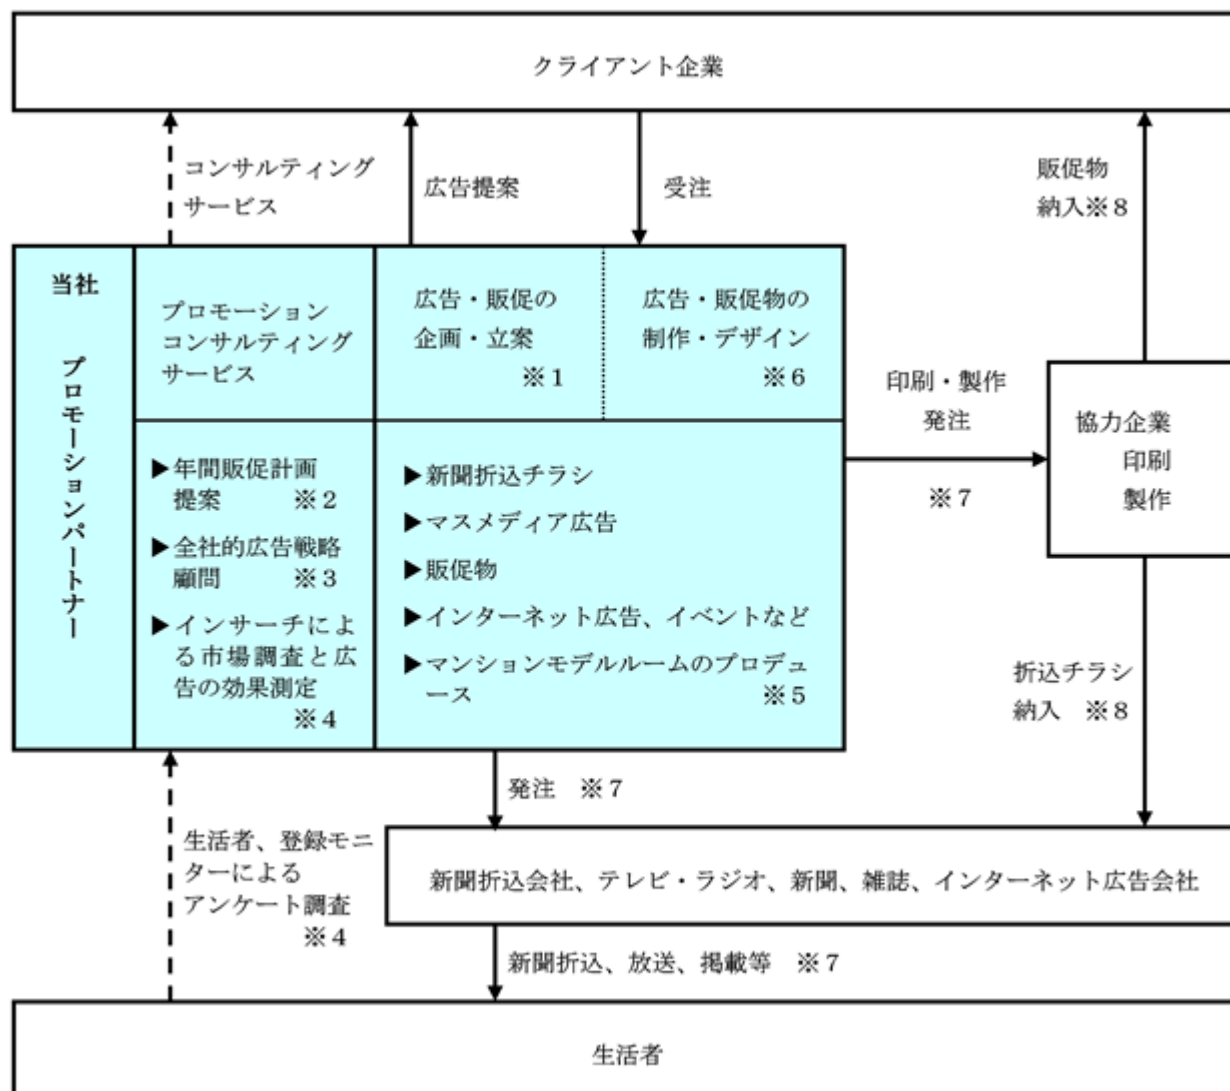 クライアント企業
コンサルティング
サービス
広告提案
受注
販促物
納入※8
当社
プロモーションパートナー
プロモーション
コンサルティング
サービス
広告・販促の
企画・立案
※1
広告・販促物の
制作・デザイン
※6
▶年間販促計画
提案 ※2
▶全社的広告戦略
顧問 ※3
▶インサーチによ
る市場調査と広
告の効果測定
※4
▶新聞折込チラシ
▶マスメディア広告
▶販促物
▶インターネット広告、イベントなど
▶マンションモデルルームのプロデュ
ース ※5
印刷・製作
発注
※7
協力企業
印刷
製作
折込チラシ
納入 ※8
発注 ※7
生活者、登録モニ
ターによる
アンケート調査
※4
新聞折込会社、テレビ・ラジオ、新聞、雑誌、インターネット広告会社
新聞折込、放送、掲載等 ※7
生活者